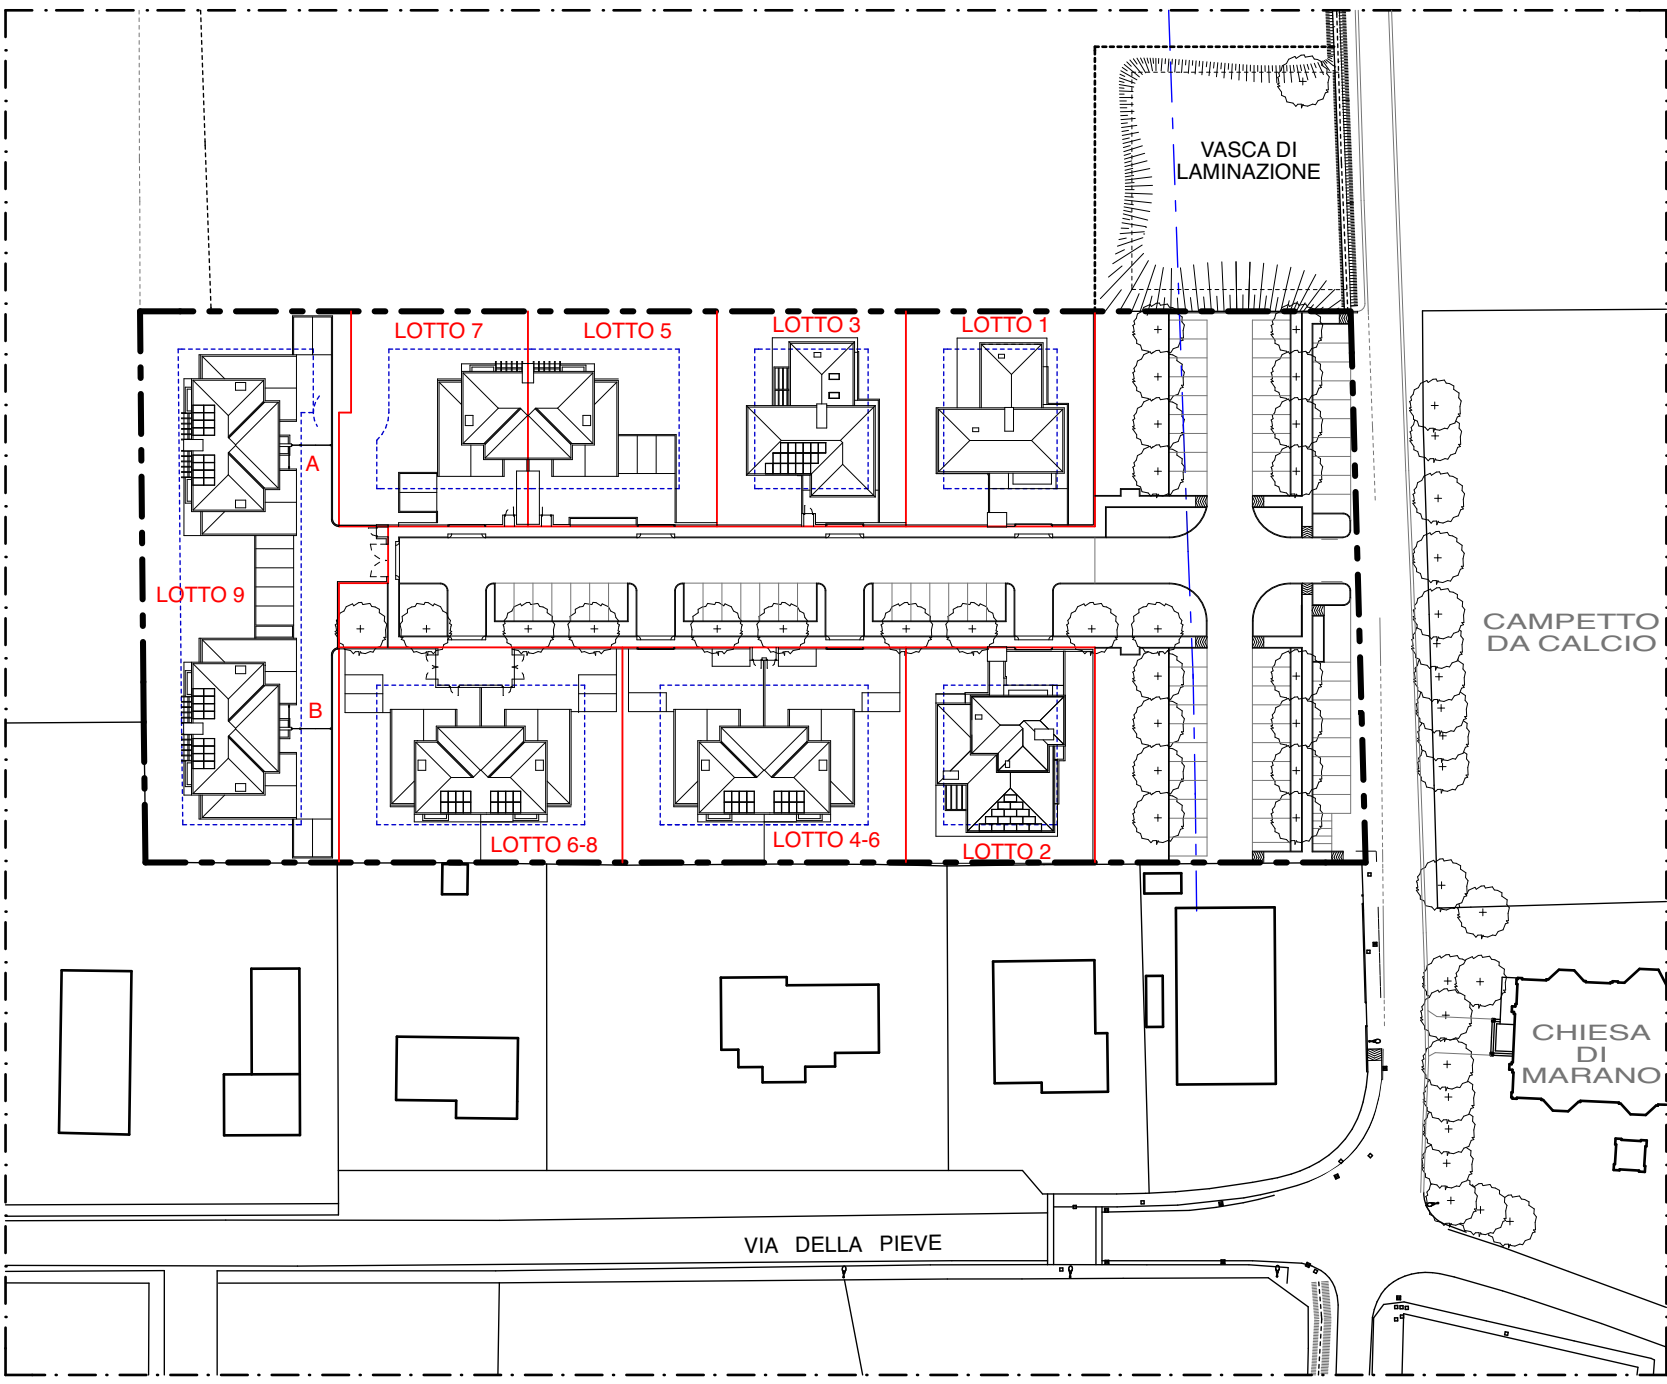 VASCA DI
LAMINAZIONE
LOTTO 7
LOTTO 5
LOTTO 3
LOTTO 1
A
LOTTO 9
CAMPETTO
DA CALCIO
B
LOTTO 6-8
LOTTO 4-6
LOTTO 2
CHIESA
DI
MARANO
VIA DELLA PIEVE